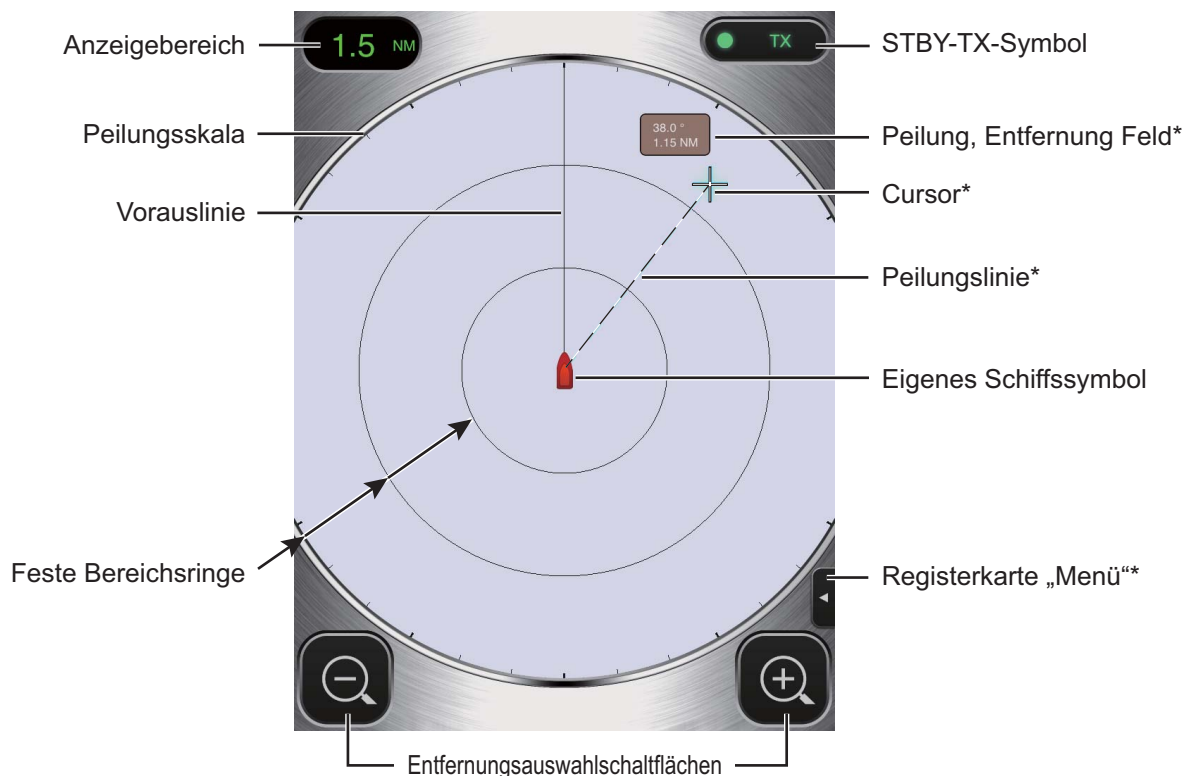 Anzeigebereich
1.5 NM
TX
STBY-TX-Symbol
Peilungsskala
38.0 °
1.15 NM
Peilung, Entfernung Feld*
Cursor*
Vorauslinie
Peilungslinie*
Eigenes Schiffssymbol
Feste Bereichsringe
Registerkarte „Menü“*
Entfernungsauswahlschaltflächen